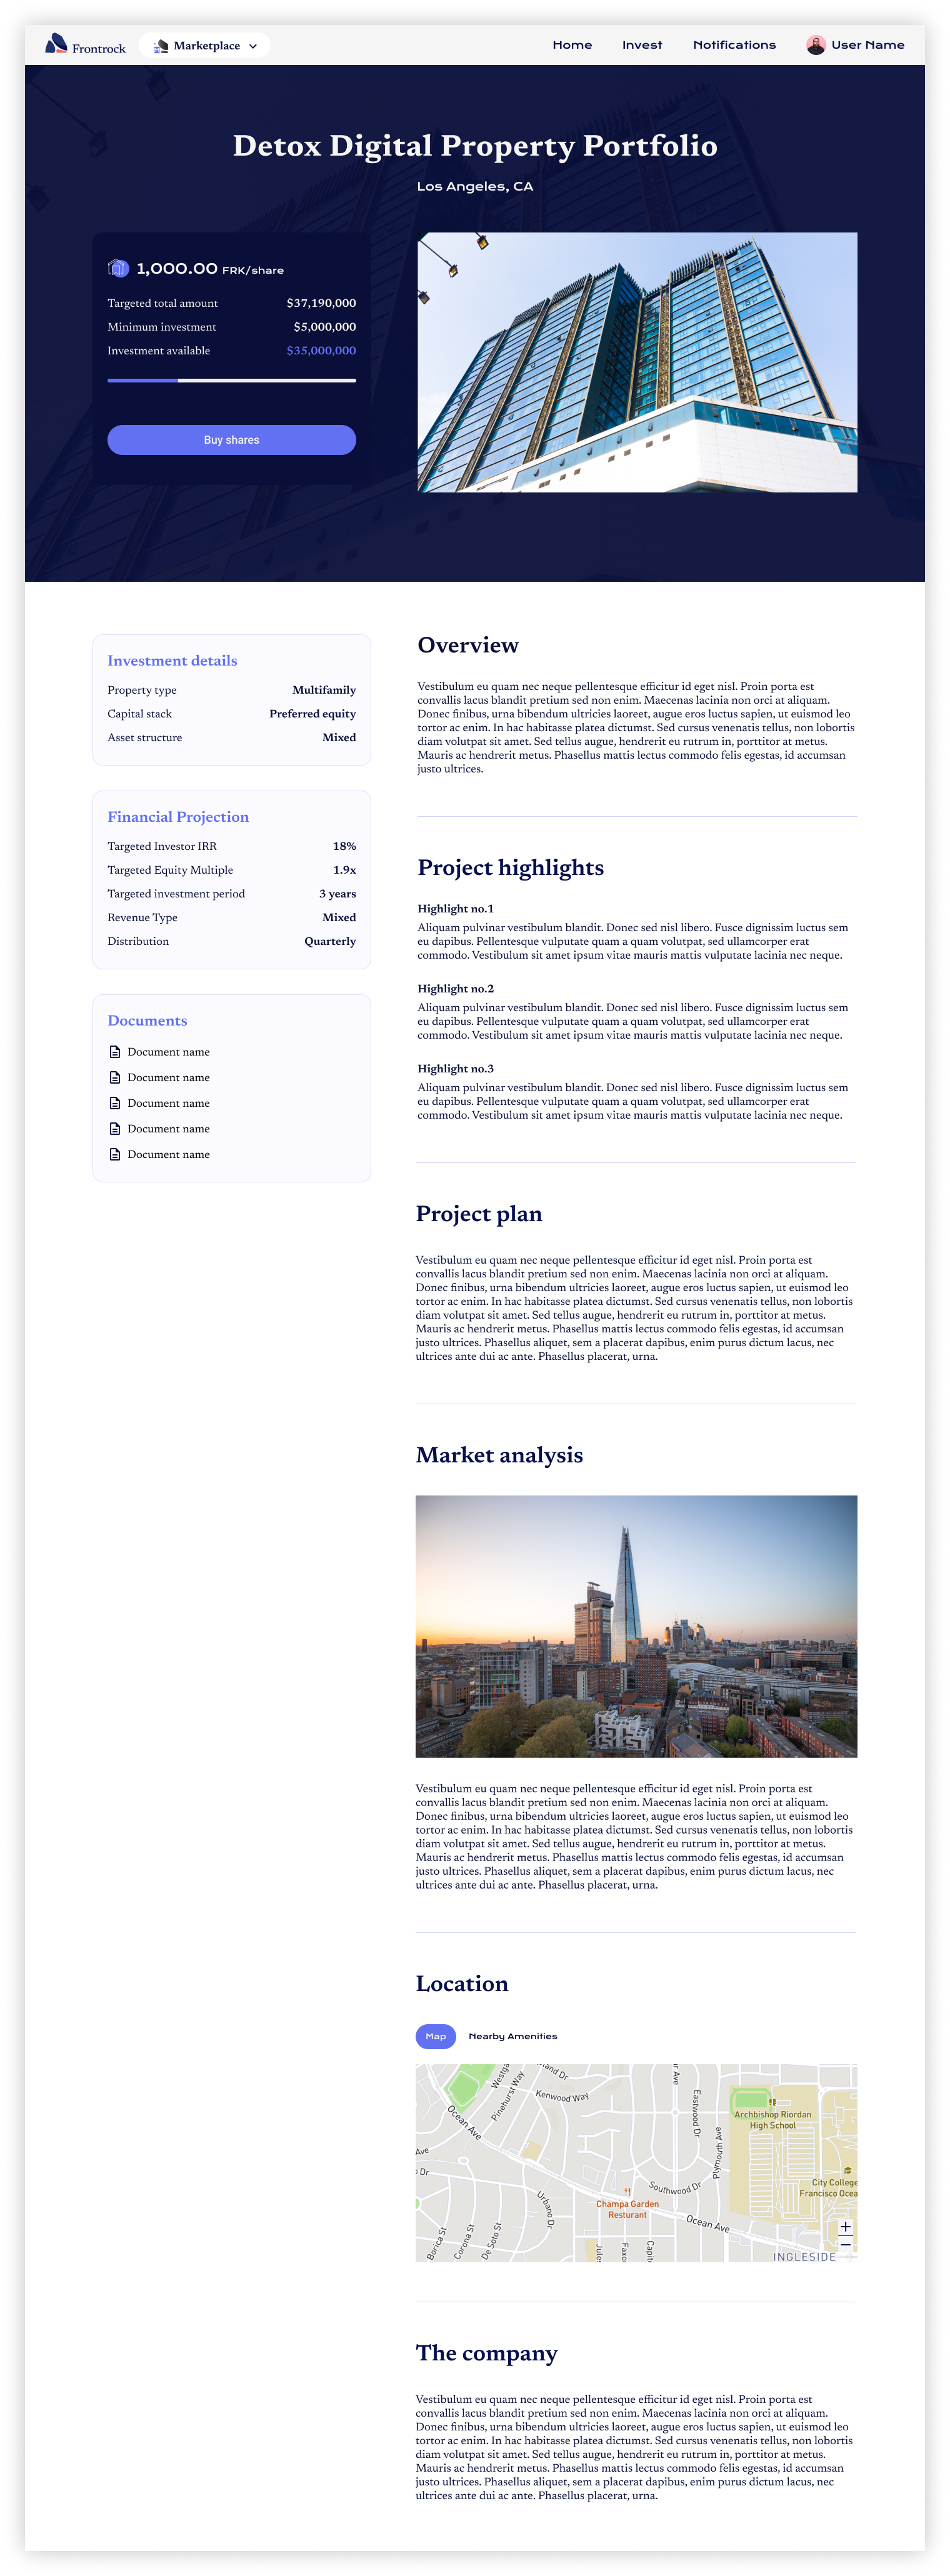 Frontrock
Marketplace
Home
Invest
Notifications
User Name
Detox Digital Property Portfolio
Los Angeles, CA
1,000.00 FRK/share
Targeted total amount $37,190,000
Minimum investment $5,000,000
Investment available $35,000,000
Buy shares
Investment details
Property type Multifamily
Capital stack Preferred equity
Asset structure Mixed
Financial Projection
Targeted Investor IRR 18%
Targeted Equity Multiple 1.9x
Targeted investment period 3 years
Revenue Type Mixed
Distribution Quarterly
Documents
Document name
Document name
Document name
Document name
Document name
Overview
Vestibulum eu quam nec neque pellentesque efficitur id eget nisl. Proin porta est
convallis lacus blandit pretium sed non enim. Maecenas lacinia non orci at aliquam.
Donec finibus, urna bibendum ultricies laoreet, augue eros luctus sapien, ut euismod leo
tortor ac enim. In hac habitasse platea dictumst. Sed cursus venenatis tellus, non lobortis
diam volutpat sit amet. Sed tellus augue, hendrerit eu rutrum in, porttitor at metus.
Mauris ac hendrerit metus. Phasellus mattis lectus commodo felis egestas, id accumsan
justo ultrices.
Project highlights
Highlight no.1
Aliquam pulvinar vestibulum blandit. Donec sed nisl libero. Fusce dignissim luctus sem
eu dapibus. Pellentesque vulputate quam a quam volutpat, sed ullamcorper erat
commodo. Vestibulum sit amet ipsum vitae mauris mattis vulputate lacinia nec neque.
Highlight no.2
Aliquam pulvinar vestibulum blandit. Donec sed nisl libero. Fusce dignissim luctus sem
eu dapibus. Pellentesque vulputate quam a quam volutpat, sed ullamcorper erat
commodo. Vestibulum sit amet ipsum vitae mauris mattis vulputate lacinia nec neque.
Highlight no.3
Aliquam pulvinar vestibulum blandit. Donec sed nisl libero. Fusce dignissim luctus sem
eu dapibus. Pellentesque vulputate quam a quam volutpat, sed ullamcorper erat
commodo. Vestibulum sit amet ipsum vitae mauris mattis vulputate lacinia nec neque.
Project plan
Vestibulum eu quam nec neque pellentesque efficitur id eget nisl. Proin porta est
convallis lacus blandit pretium sed non enim. Maecenas lacinia non orci at aliquam.
Donec finibus, urna bibendum ultricies laoreet, augue eros luctus sapien, ut euismod leo
tortor ac enim. In hac habitasse platea dictumst. Sed cursus venenatis tellus, non lobortis
diam volutpat sit amet. Sed tellus augue, hendrerit eu rutrum in, porttitor at metus.
Mauris ac hendrerit metus. Phasellus mattis lectus commodo felis egestas, id accumsan
justo ultrices. Phasellus aliquet, sem a placerat dapibus, enim purus dictum lacus, nec
ultrices ante dui ac ante. Phasellus placerat, urna.
Market analysis
Vestibulum eu quam nec neque pellentesque efficitur id eget nisl. Proin porta est
convallis lacus blandit pretium sed non enim. Maecenas lacinia non orci at aliquam.
Donec finibus, urna bibendum ultricies laoreet, augue eros luctus sapien, ut euismod leo
tortor ac enim. In hac habitasse platea dictumst. Sed cursus venenatis tellus, non lobortis
diam volutpat sit amet. Sed tellus augue, hendrerit eu rutrum in, porttitor at metus.
Mauris ac hendrerit metus. Phasellus mattis lectus commodo felis egestas, id accumsan
justo ultrices. Phasellus aliquet, sem a placerat dapibus, enim purus dictum lacus, nec
ultrices ante dui ac ante. Phasellus placerat, urna.
Location
Map
Nearby Amenities
Westga
and Dr
r Ave
Pinehurst Way
Kenwood Way
Eastwood Dr
Ocean Ave
Archbishop Riordan
High School
Plymouth Ave
Ave
Dr
City College
Francisco Ocea
Southwood Dr
Urbano Dr
Champa Garden
Resturant
Ocean Ave
Borica St
Corona St
De Soto St
Jules
Faxo
Capit
INGLESIDE
The company
Vestibulum eu quam nec neque pellentesque efficitur id eget nisl. Proin porta est
convallis lacus blandit pretium sed non enim. Maecenas lacinia non orci at aliquam.
Donec finibus, urna bibendum ultricies laoreet, augue eros luctus sapien, ut euismod leo
tortor ac enim. In hac habitasse platea dictumst. Sed cursus venenatis tellus, non lobortis
diam volutpat sit amet. Sed tellus augue, hendrerit eu rutrum in, porttitor at metus.
Mauris ac hendrerit metus. Phasellus mattis lectus commodo felis egestas, id accumsan
justo ultrices. Phasellus aliquet, sem a placerat dapibus, enim purus dictum lacus, nec
ultrices ante dui ac ante. Phasellus placerat, urna.